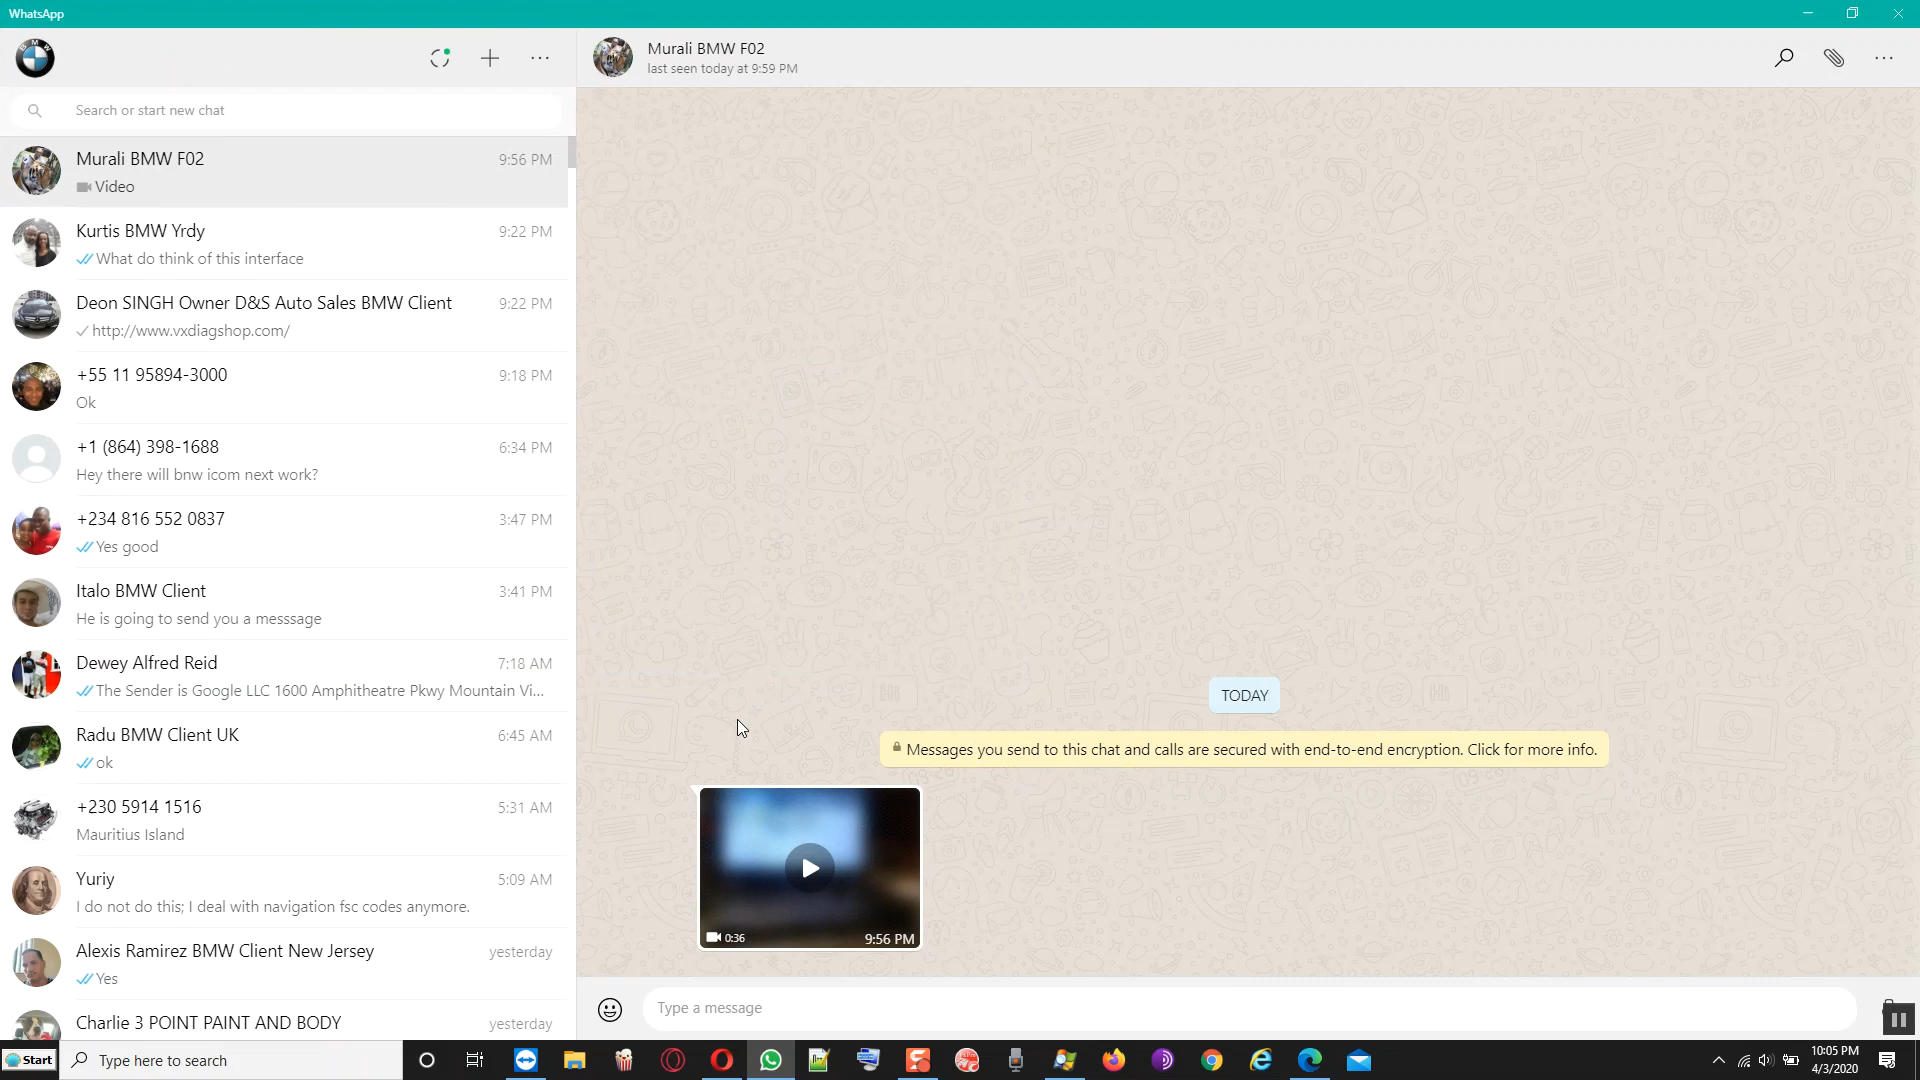 WhatsApp
Search or start new chat
Murali BMW F02
9:56 PM
Video
Kurtis BMW Yrdy
9:22 PM
What do think of this interface
Deon SINGH Owner D&S Auto Sales BMW Client
9:22 PM
http://www.vxdiagshop.com/
+55 11 95894-3000
9:18 PM
Ok
+1 (864) 398-1688
6:34 PM
Hey there will bnw icom next work?
+234 816 552 0837
3:47 PM
Yes good
Italo BMW Client
3:41 PM
He is going to send you a messsage
Dewey Alfred Reid
7:18 AM
The Sender is Google LLC 1600 Amphitheatre Pkwy Mountain Vi...
Radu BMW Client UK
6:45 AM
ok
+230 5914 1516
5:31 AM
Mauritius Island
Yuriy
5:09 AM
I do not do this; I deal with navigation fsc codes anymore.
Alexis Ramirez BMW Client New Jersey
yesterday
Yes
Charlie 3 POINT PAINT AND BODY
yesterday
Murali BMW F02
last seen today at 9:59 PM
TODAY
Messages you send to this chat and calls are secured with end-to-end encryption. Click for more info.
0:36
9:56 PM
Type a message
Start
Type here to search
10:05 PM
4/3/2020